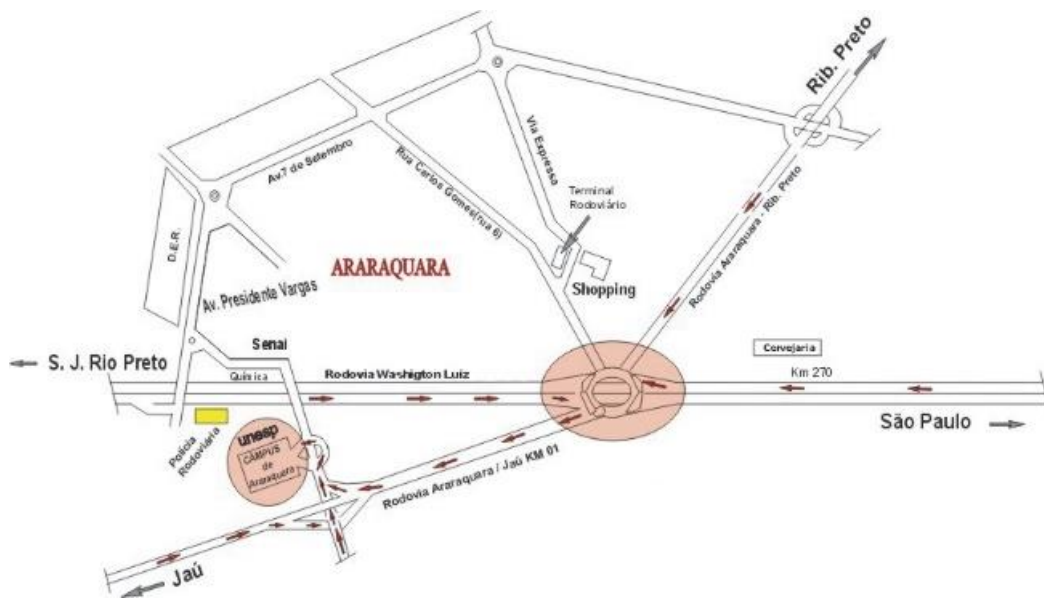 Rib. Preto
Av.7 de Setembro
Rua Carlos Gomes(rua 6)
Via Expressa
Terminal
Rodoviário
Rodovia Araraquara - Rib. Preto
D.E.R.
ARARAQUARA
Shopping
Av. Presidente Vargas
Senai
Cervejaria
S. J. Rio Preto
Química
Rodovia Washigton Luiz
Km 270
São Paulo
Polícia
Rodoviária
unesp
CÂMPUS
de
Araraquara
Rodovia Araraquara / Jaú KM 01
Jaú